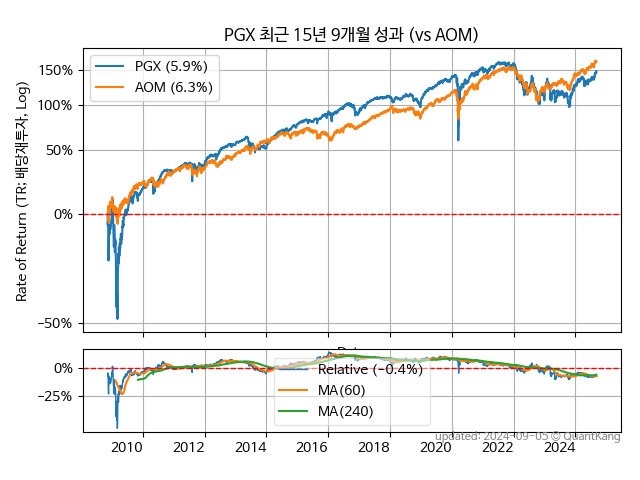 PGX 최근 15년 9개월 성과 (vs AOM)
Rate of Return (TR; 배당재투자, Log)
150%
100%
50%
0%
−50%
PGX (5.9%)
AOM (6.3%)
0%
−25%
Relative (−0.4%)
MA(60)
MA(240)
2010
2012
2014
2016
2018
2020
2022
2024
updated: 2024-09-05 © QuantKang